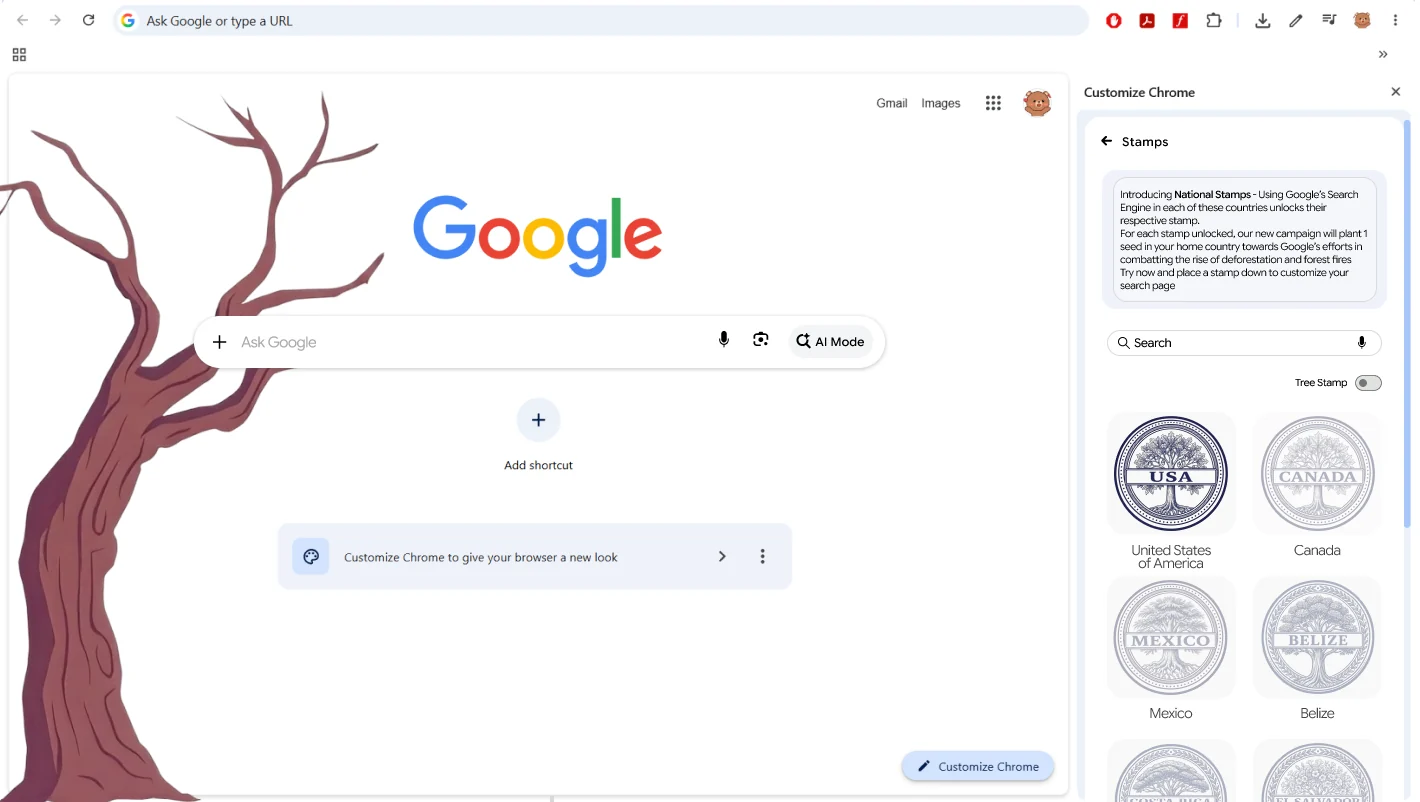 Ask Google or type a URL
Gmail
Images
Google
Ask Google
AI Mode
Add shortcut
Customize Chrome to give your browser a new look
Customize Chrome
Customize Chrome
Stamps
Introducing National Stamps - Using Google's Search
Engine in each of these countries unlocks their
respective stamp.
For each stamp unlocked, our new campaign will plant 1
seed in your home country towards Google's efforts in
combatting the rise of deforestation and forest fires
Try now and place a stamp down to customize your
search page
Search
Tree Stamp
USA
CANADA
United States
of America
Canada
MEXICO
BELIZE
Mexico
Belize
COSTA RICA
EL SALVADOR